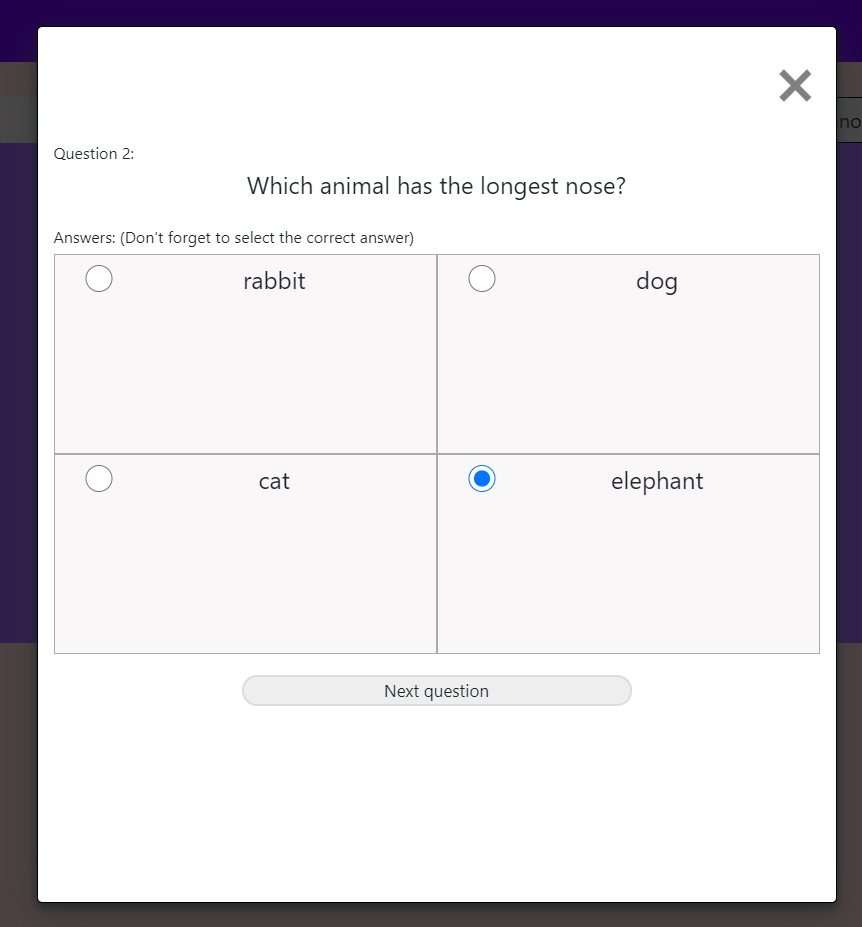 no
Question 2:
Which animal has the longest nose?
Answers: (Don't forget to select the correct answer)
rabbit
dog
cat
elephant
Next question